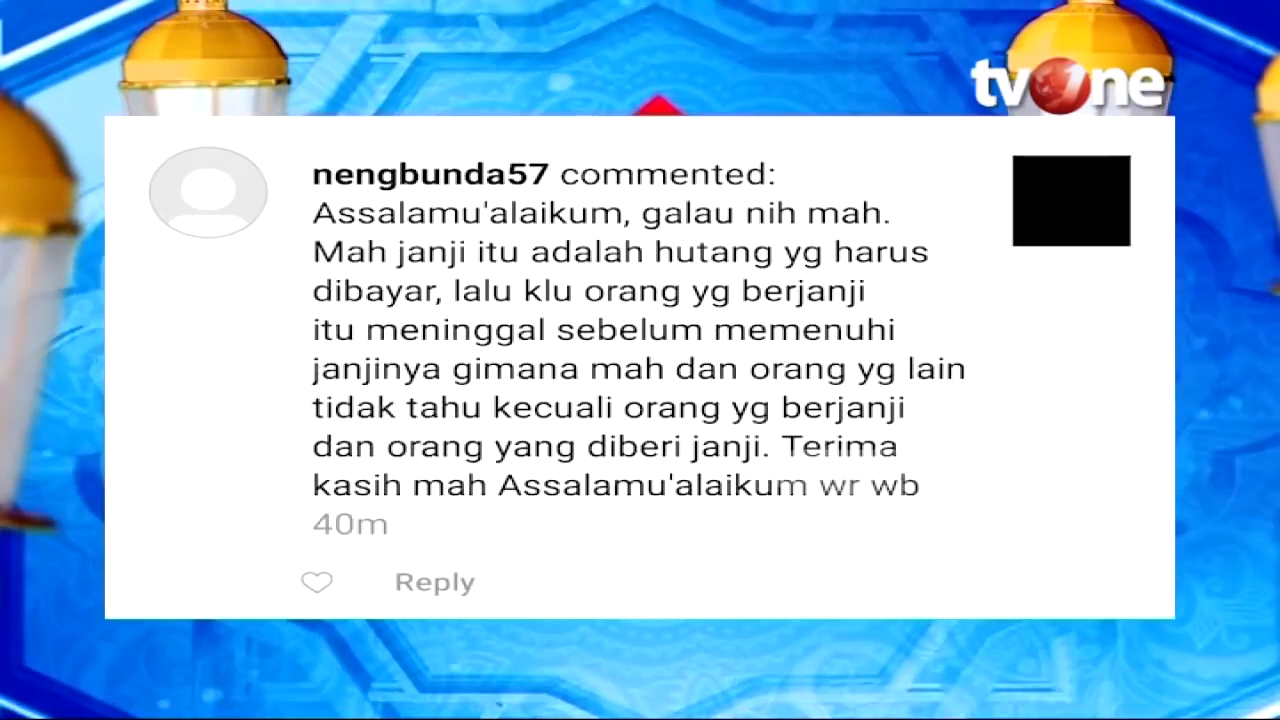 tvOne
nengbunda57 commented:
Assalamu'alaikum, galau nih mah.
Mah janji itu adalah hutang yg harus
dibayar, lalu klu orang yg berjanji
itu meninggal sebelum memenuhi
janjinya gimana mah dan orang yg lain
tidak tahu kecuali orang yg berjanji
dan orang yang diberi janji. Terima
kasih mah Assalamu'alaikum wr wb
40m
Reply